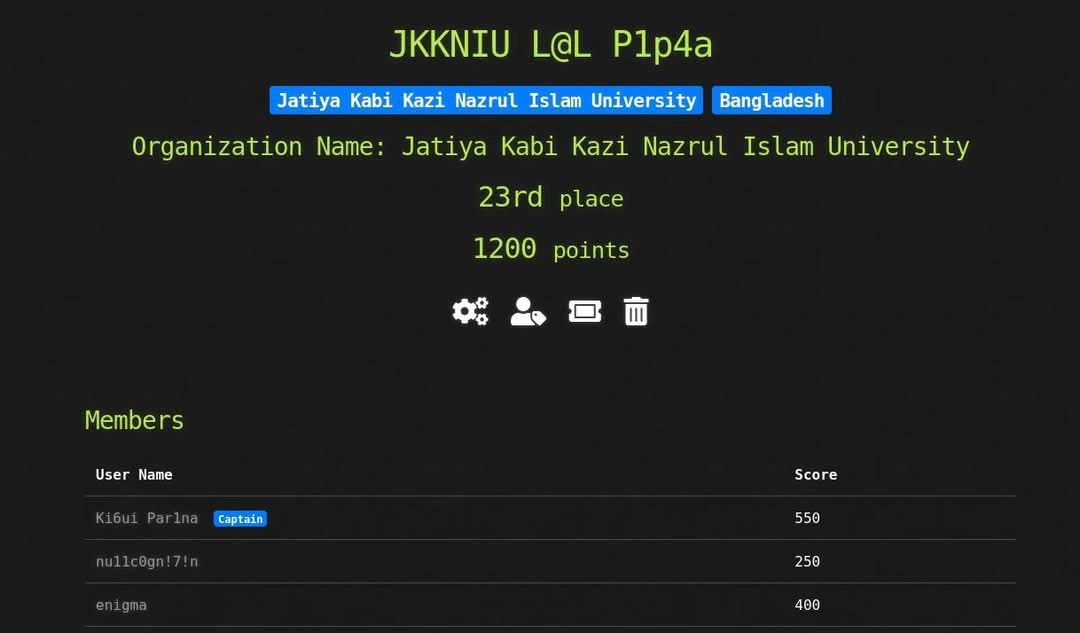 JKKNIU L@L P1p4a
Jatiya Kabi Kazi Nazrul Islam University Bangladesh
Organization Name: Jatiya Kabi Kazi Nazrul Islam University
23rd place
1200 points
Members
User Name Score
Ki6ui Par1na Captain 550
nu11c0gn!7!n 250
enigma 400